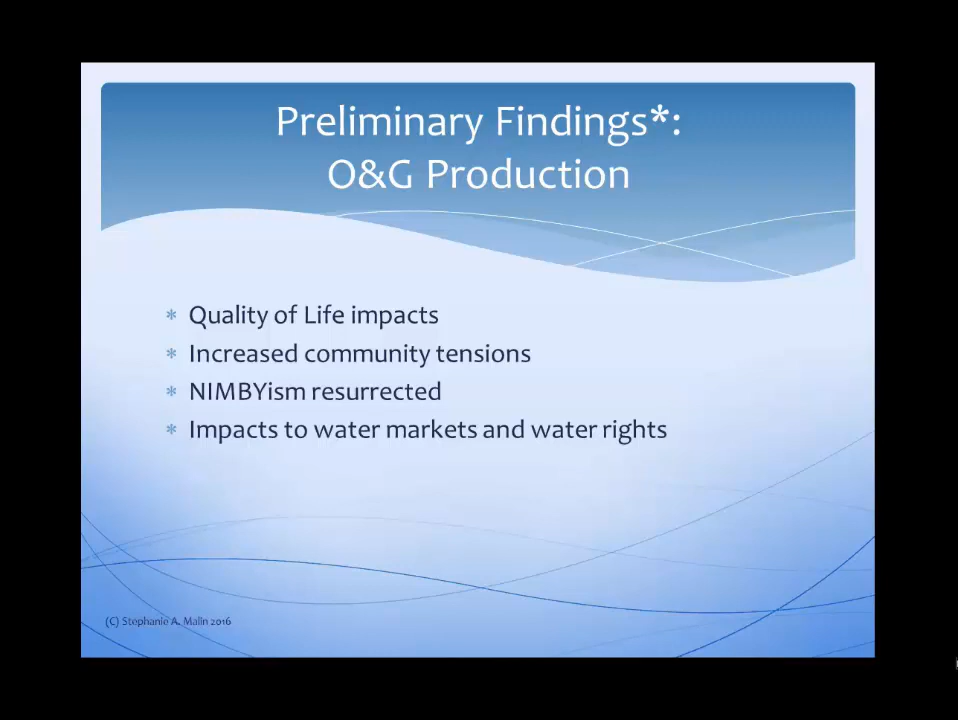 Preliminary Findings*:
O&G Production
* Quality of Life impacts
* Increased community tensions
* NIMBYism resurrected
* Impacts to water markets and water rights
(C) Stephanie A. Malin 2016